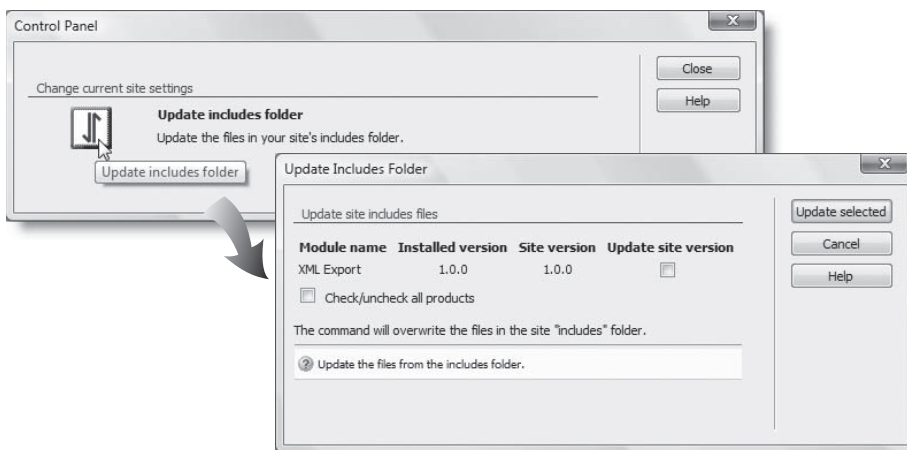 Control Panel
X
Close
Help
Change current site settings
Update includes folder
Update the files in your site's includes folder.
Update includes folder
Update Includes Folder
X
Update selected
Cancel
Help
Update site includes files
Module name Installed version Site version Update site version
XML Export 1.0.0 1.0.0
Check/uncheck all products
The command will overwrite the files in the site "includes" folder.
? Update the files from the includes folder.